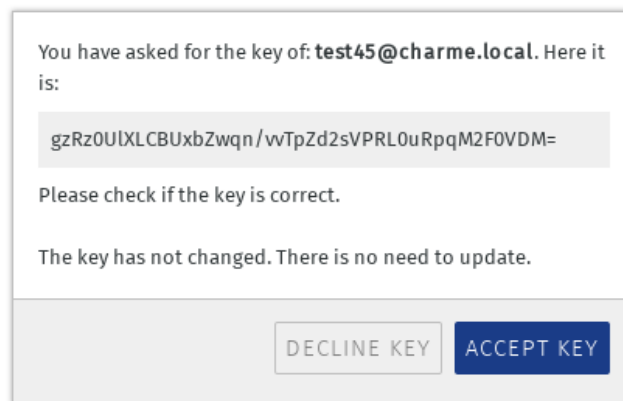 You have asked for the key of: test45@charme.local. Here it
is:
gzRz0UlXLCBUxbZwqn/vvTpZd2sVPRL0uRpqM2F0VDM=
Please check if the key is correct.
The key has not changed. There is no need to update.
DECLINE KEY
ACCEPT KEY